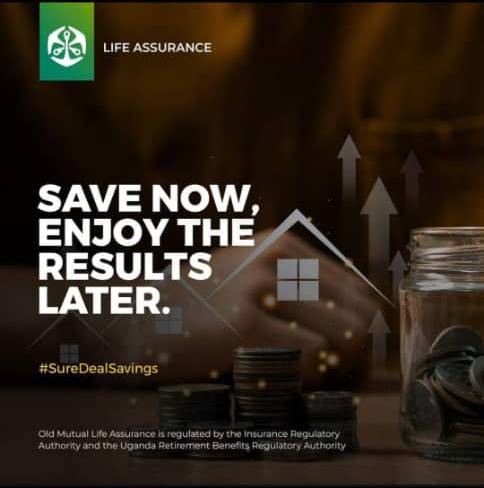 LIFE ASSURANCE
SAVE NOW,
ENJOY THE
RESULTS
LATER.
#SureDealSavings
Old Mutual Life Assurance is regulated by the Insurance Regulatory
Authority and the Uganda Retirement Benefits Regulatory Authority